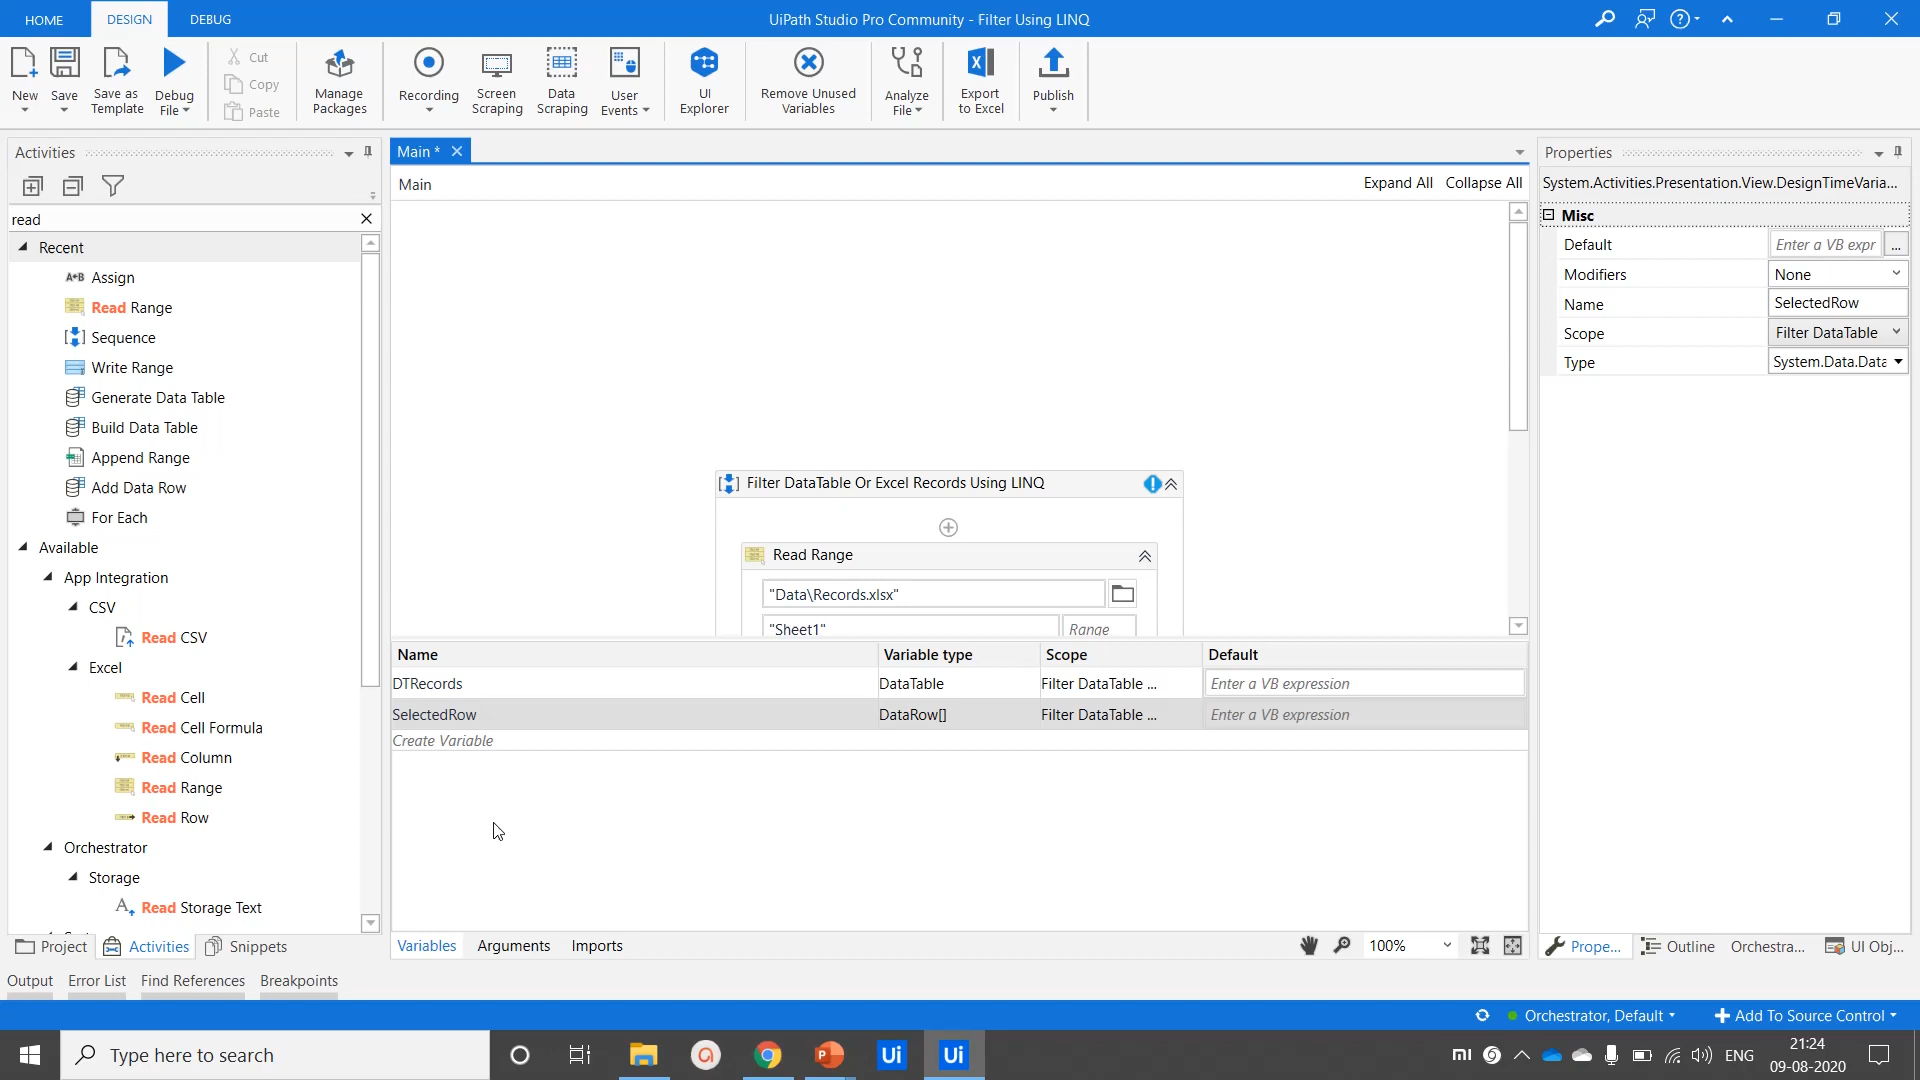 HOME DESIGN DEBUG UiPath Studio Pro Community - Filter Using LINQ
New Save Save as Template Debug File Cut Copy Paste Manage Packages Recording Screen Scraping Data Scraping User Events UI Explorer Remove Unused Variables Analyze File Export to Excel Publish
Activities
read
Recent
Assign
Read Range
Sequence
Write Range
Generate Data Table
Build Data Table
Append Range
Add Data Row
For Each
Available
App Integration
CSV
Read CSV
Excel
Read Cell
Read Cell Formula
Read Column
Read Range
Read Row
Orchestrator
Storage
Read Storage Text
Project Activities Snippets
Main *
Main Expand All Collapse All
Filter DataTable Or Excel Records Using LINQ
Read Range
"Data\Records.xlsx"
"Sheet1" Range
Name Variable type Scope Default
DTRecords DataTable Filter DataTable ... Enter a VB expression
SelectedRow DataRow[] Filter DataTable ... Enter a VB expression
Create Variable
Variables Arguments Imports 100%
Properties
System.Activities.Presentation.View.DesignTimeVaria...
Misc
Default Enter a VB expr ...
Modifiers None
Name SelectedRow
Scope Filter DataTable
Type System.Data.Data
Prope... Outline Orchestra... UI Obj...
Output Error List Find References Breakpoints
Orchestrator, Default Add To Source Control
Type here to search
Ui Ui
mi ENG
21:24
09-08-2020